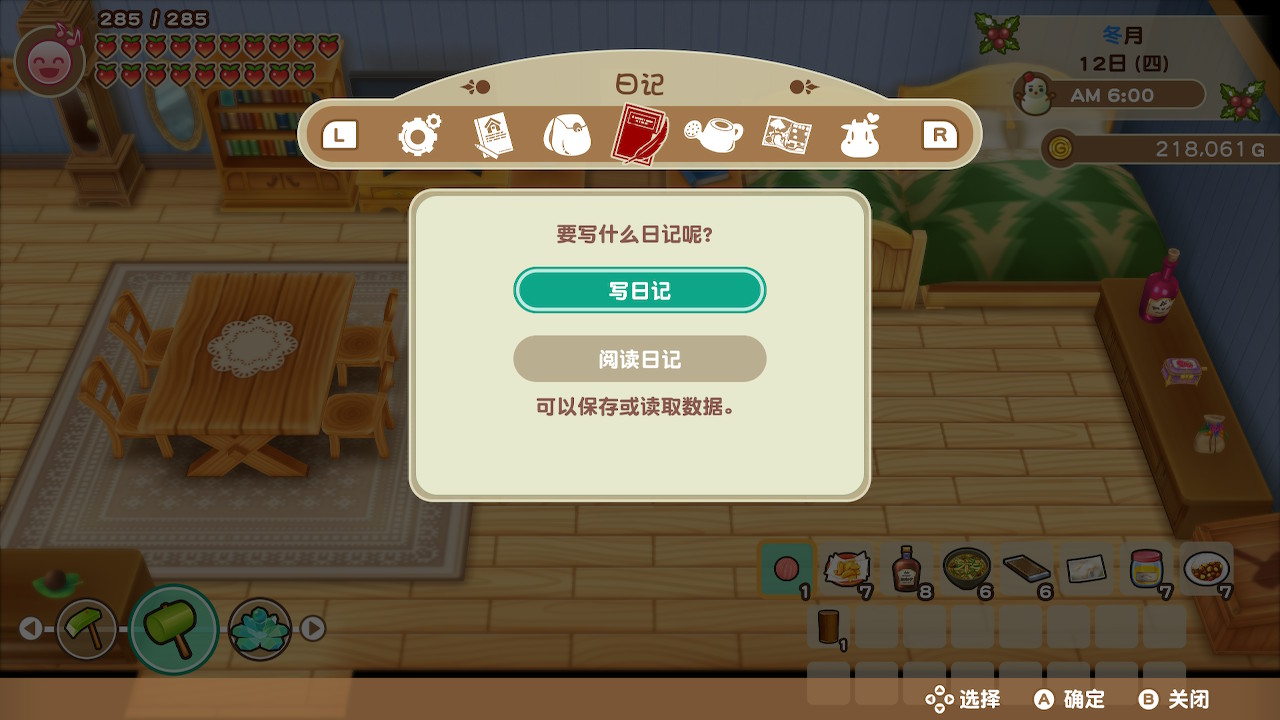 285 / 285
冬月
12日 (四)
AM 6:00
G
218,061 G
日记
L
R
要写什么日记呢?
写日记
阅读日记
可以保存或读取数据。
1
7
8
6
6
7
7
1
选择
A 确定
B 关闭